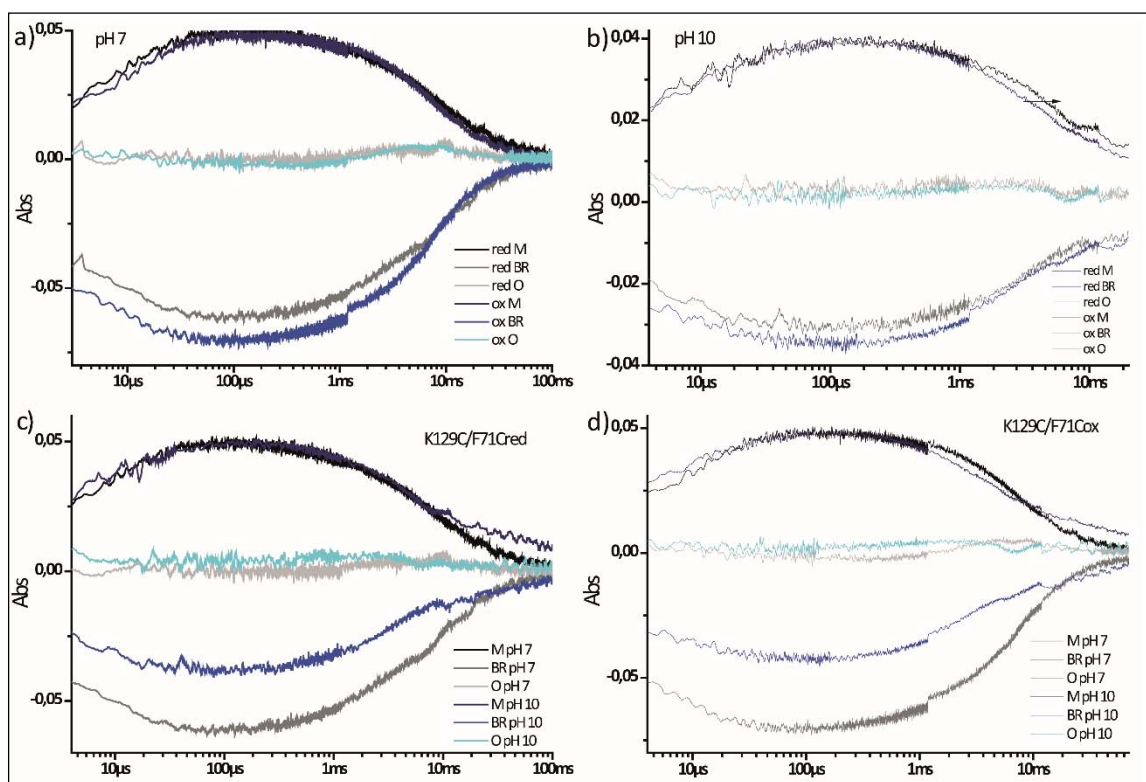 a)
pH 7
0,05
0,00
-0,05
Abs
red M
red BR
red O
ox M
ox BR
ox O
10µs
100µs
1ms
10ms
100ms
b)
pH 10
0,04
0,02
0,00
-0,02
-0,04
Abs
red M
red BR
red O
ox M
ox BR
ox O
10µs
100µs
1ms
10ms
c)
K129C/F71Cred
0,05
0,00
-0,05
Abs
M pH 7
BR pH 7
O pH 7
M pH 10
BR pH 10
O pH 10
10µs
100µs
1ms
10ms
100ms
d)
K129C/F71Cox
0,05
0,00
-0,05
Abs
M pH 7
BR pH 7
O pH 7
M pH 10
BR pH 10
O pH 10
10µs
100µs
1ms
10ms